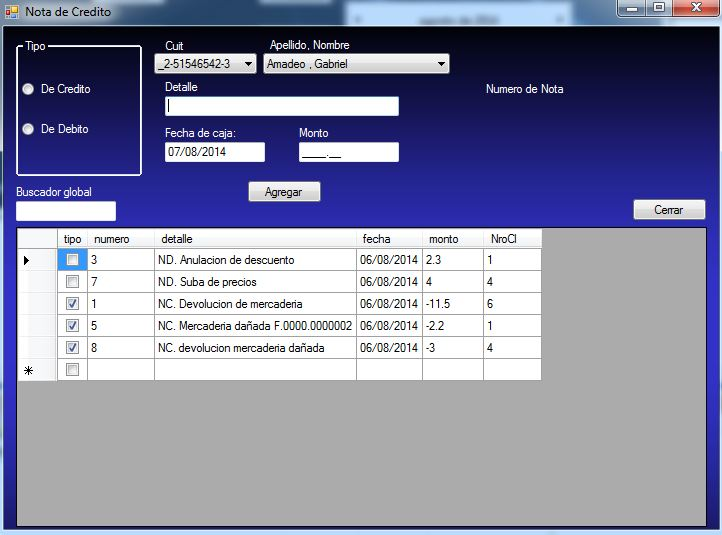 Nota de Credito
Tipo
De Credito
De Debito
Cuit
_2-51546542-3
Apellido, Nombre
Amadeo , Gabriel
Detalle
Numero de Nota
Fecha de caja:
07/08/2014
Monto
____.__
Buscador global
Agregar
Cerrar
tipo numero detalle fecha monto NroCl
3 ND. Anulacion de descuento 06/08/2014 2.3 1
7 ND. Suba de precios 06/08/2014 4 4
1 NC. Devolucion de mercaderia 06/08/2014 -11.5 6
5 NC. Mercaderia dañada F.0000.0000002 06/08/2014 -2.2 1
8 NC. devolucion mercaderia dañada 06/08/2014 -3 4